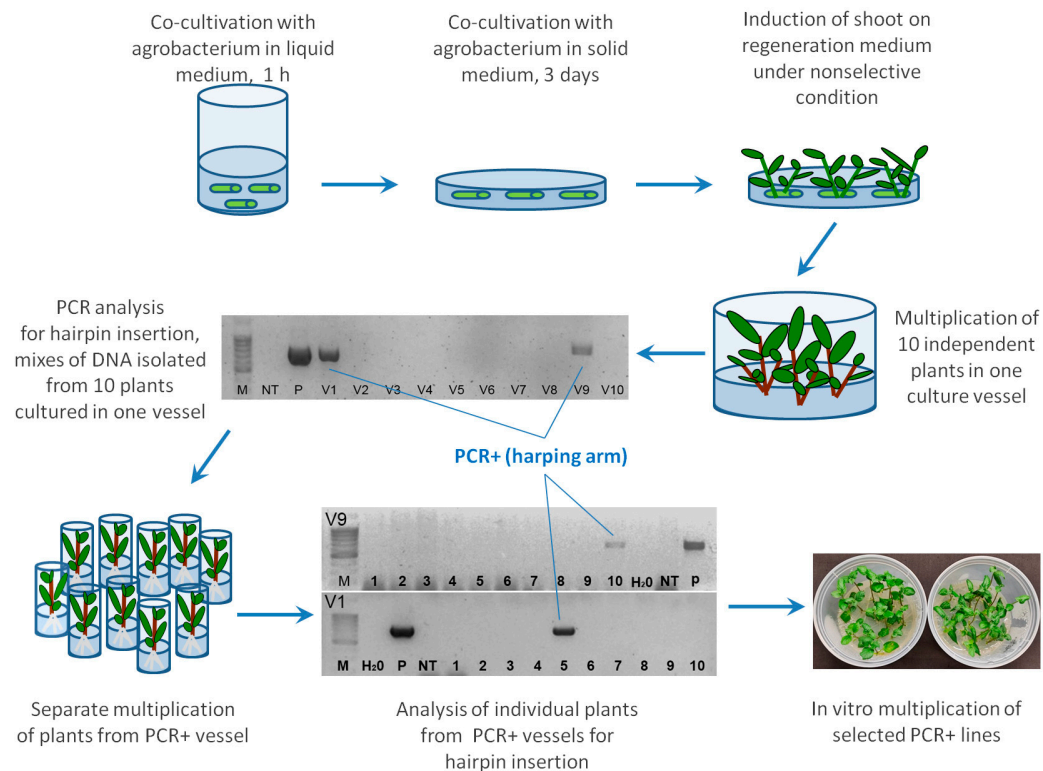 Co-cultivation with
agrobacterium in liquid
medium,  1 h
Co-cultivation with
agrobacterium in solid
medium, 3 days
Induction of shoot on
regeneration medium
under nonselective
condition
PCR analysis
for hairpin insertion,
mixes of DNA isolated
from 10 plants
cultured in one vessel
M NT P V1 V2 V3 V4 V5 V6 V7 V8 V9 V10
Multiplication of
10 independent
plants in one
culture vessel
PCR+ (harping arm)
V9
M 1 2 3 4 5 6 7 8 9 10 H₂0 NT p
V1
M H₂0 P NT 1 2 3 4 5 6 7 8 9 10
Separate multiplication
of plants from PCR+ vessel
Analysis of individual plants
from  PCR+ vessels for
hairpin insertion
In vitro multiplication of
selected PCR+ lines